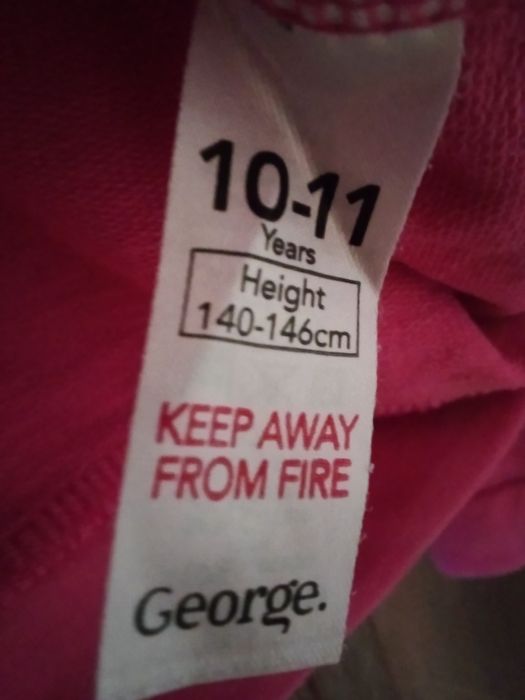 10-11
Years
Height
140-146cm
KEEP AWAY
FROM FIRE
George.